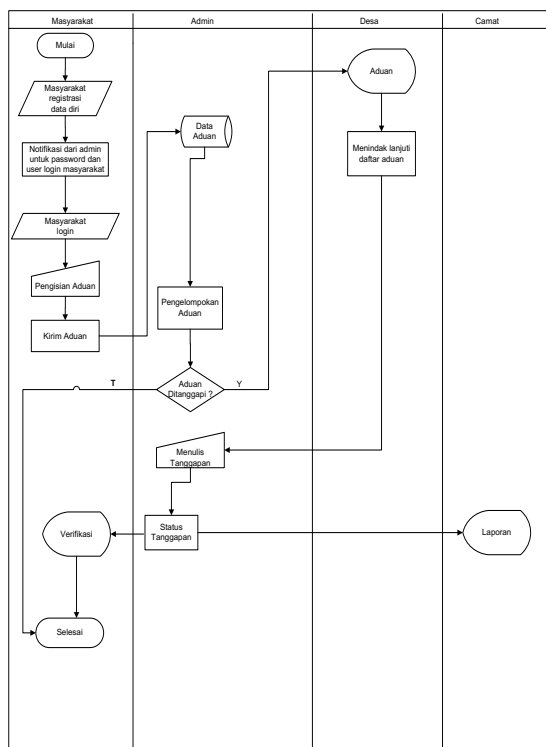 Masyarakat
Admin
Desa
Camat
Mulai
Masyarakat
registrasi
data diri
Notifikasi dari admin
untuk password dan
user login masyarakat
Masyarakat
login
Pengisian Aduan
Kirim Aduan
Data
Aduan
Pengelompokan
Aduan
Aduan
Ditanggapi ?
T
Y
Aduan
Menindak lanjuti
daftar aduan
Menulis
Tanggapan
Status
Tanggapan
Verifikasi
Laporan
Selesai